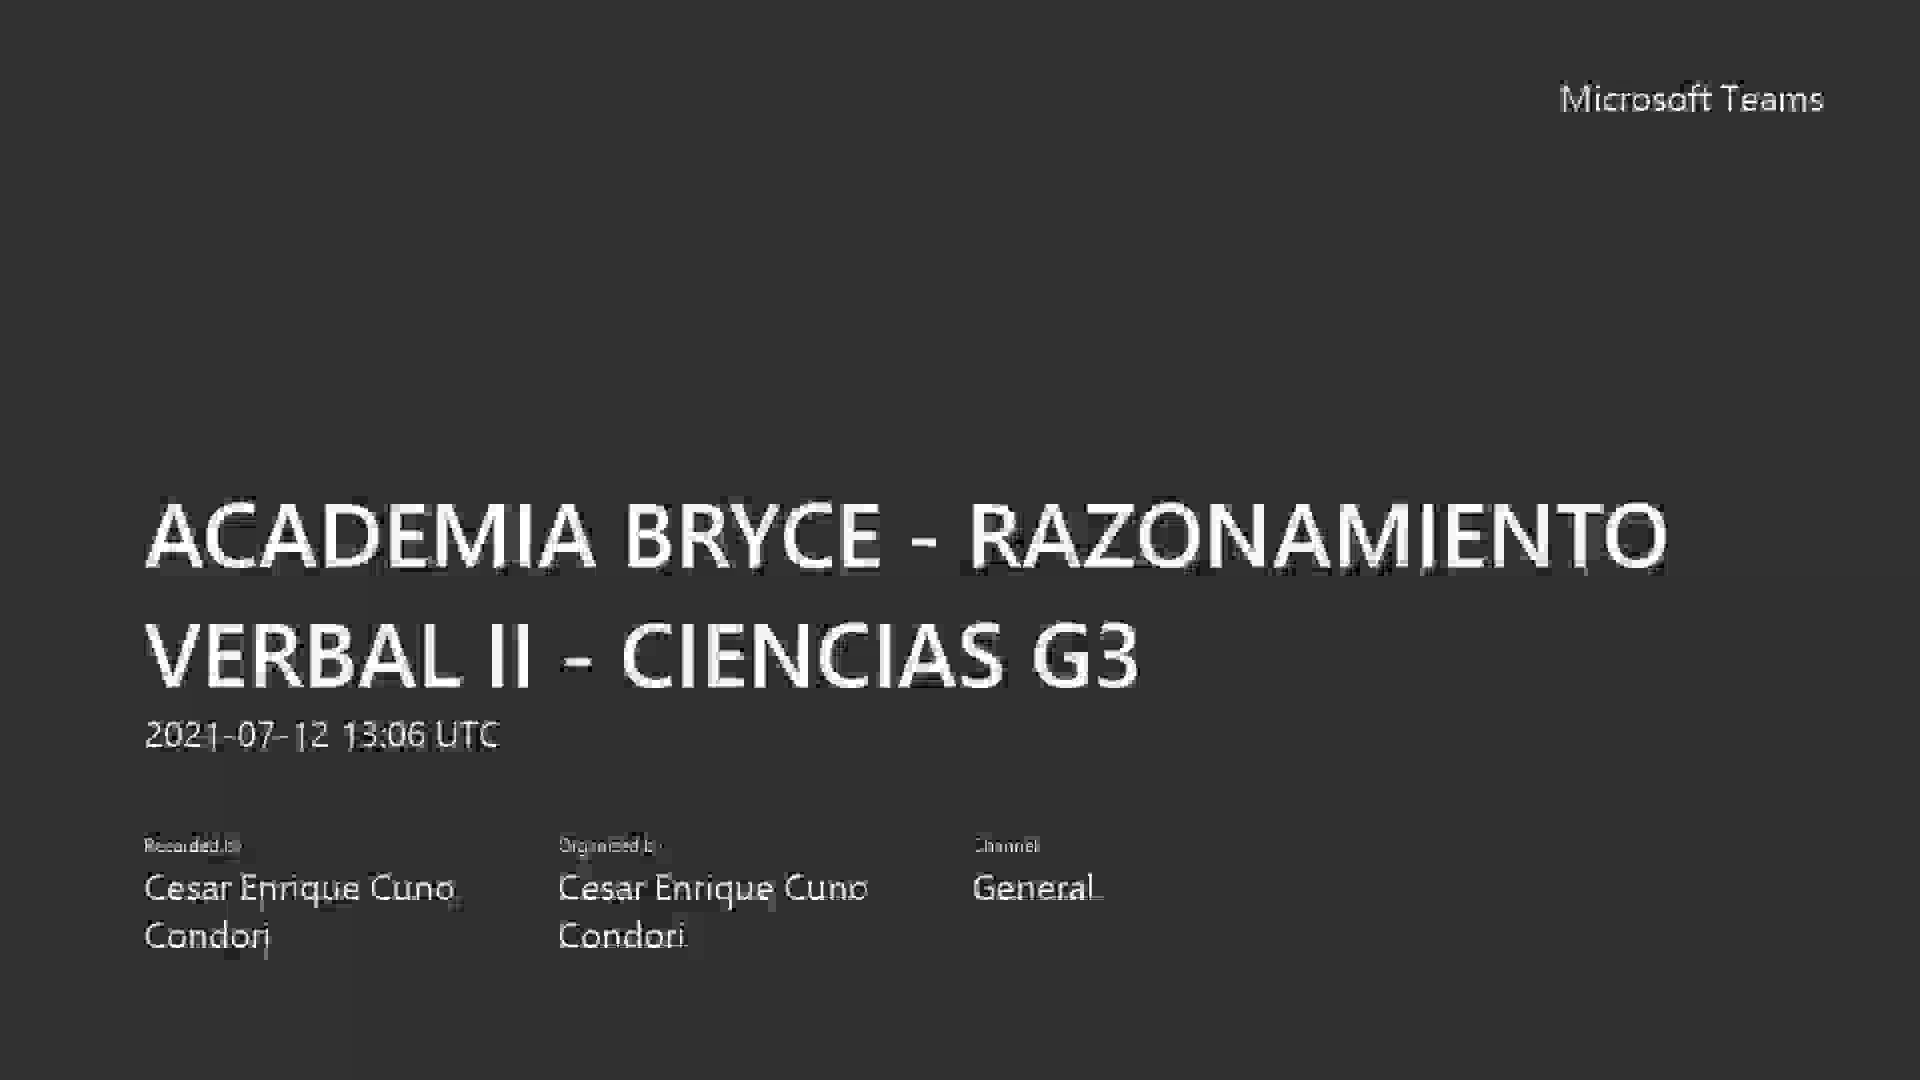 Microsoft Teams
ACADEMIA BRYCE - RAZONAMIENTO
VERBAL II - CIENCIAS G3
2021-07-12 13:06 UTC
Recorded by
Organized by
Channel
Cesar Enrique Cuno
Cesar Enrique Cuno
General
Condori
Condori